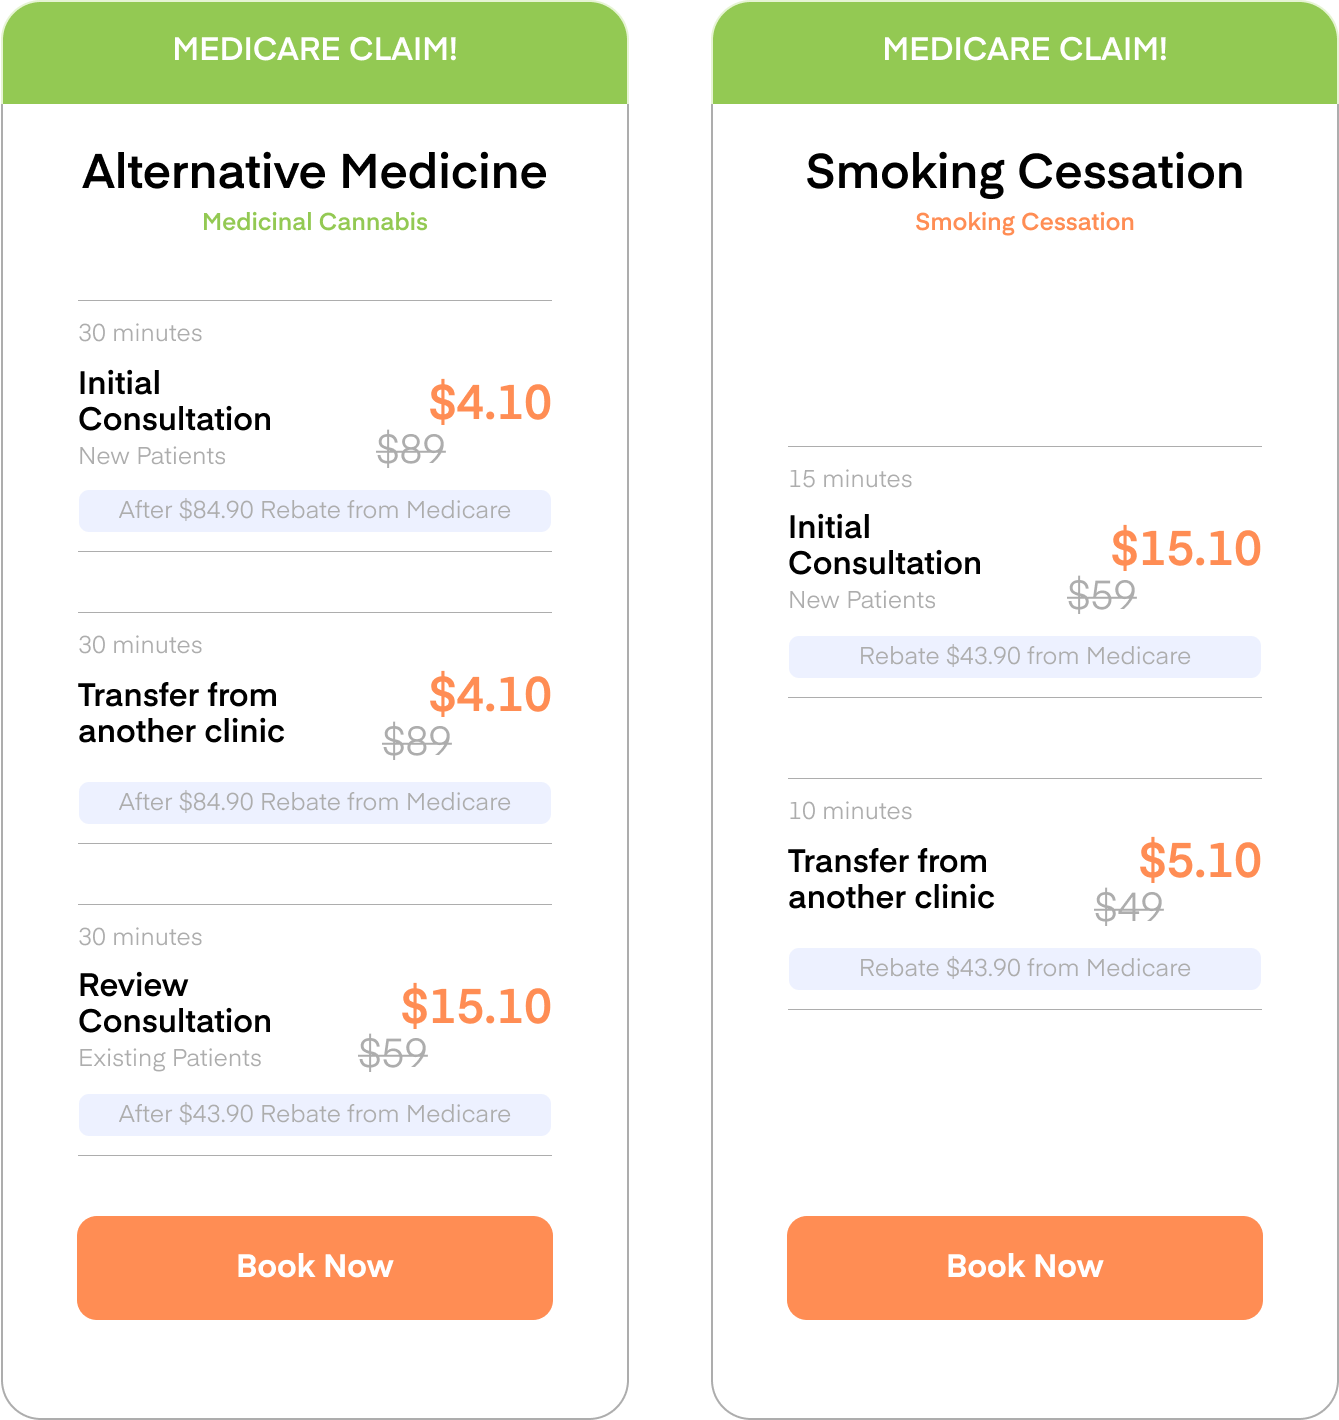 MEDICARE CLAIM!
Alternative Medicine
Medicinal Cannabis
30 minutes
Initial
Consultation
$4.10
$89
New Patients
After $84.90 Rebate from Medicare
30 minutes
Transfer from
another clinic
$4.10
$89
After $84.90 Rebate from Medicare
30 minutes
Review
Consultation
$15.10
$59
Existing Patients
After $43.90 Rebate from Medicare
Book Now
MEDICARE CLAIM!
Smoking Cessation
Smoking Cessation
15 minutes
Initial
Consultation
$15.10
$59
New Patients
Rebate $43.90 from Medicare
10 minutes
Transfer from
another clinic
$5.10
$49
Rebate $43.90 from Medicare
Book Now